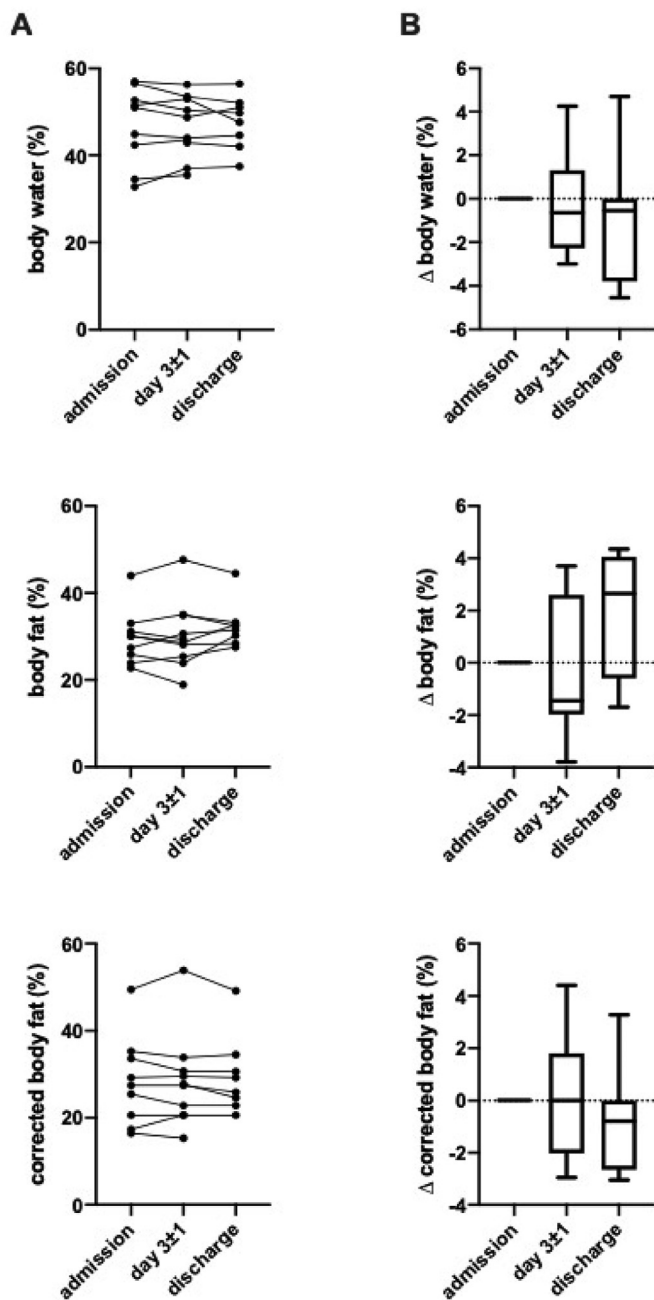 A
B
body water (%)
60
40
20
0
admission
day 3±1
discharge
Δ body water (%)
6
4
2
0
-2
-4
-6
admission
day 3±1
discharge
body fat (%)
60
40
20
0
admission
day 3±1
discharge
Δ body fat (%)
6
4
2
0
-2
-4
admission
day 3±1
discharge
corrected body fat (%)
60
40
20
0
admission
day 3±1
discharge
Δ corrected body fat (%)
6
4
2
0
-2
-4
admission
day 3±1
discharge